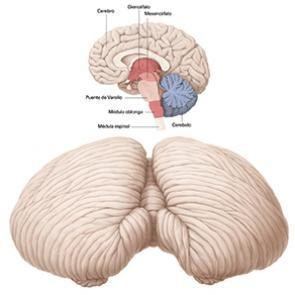 Cerebro
Diencéfalo
Mesencéfalo
Puente de Varolio
Médula oblonga
Médula espinal
Cerebelo